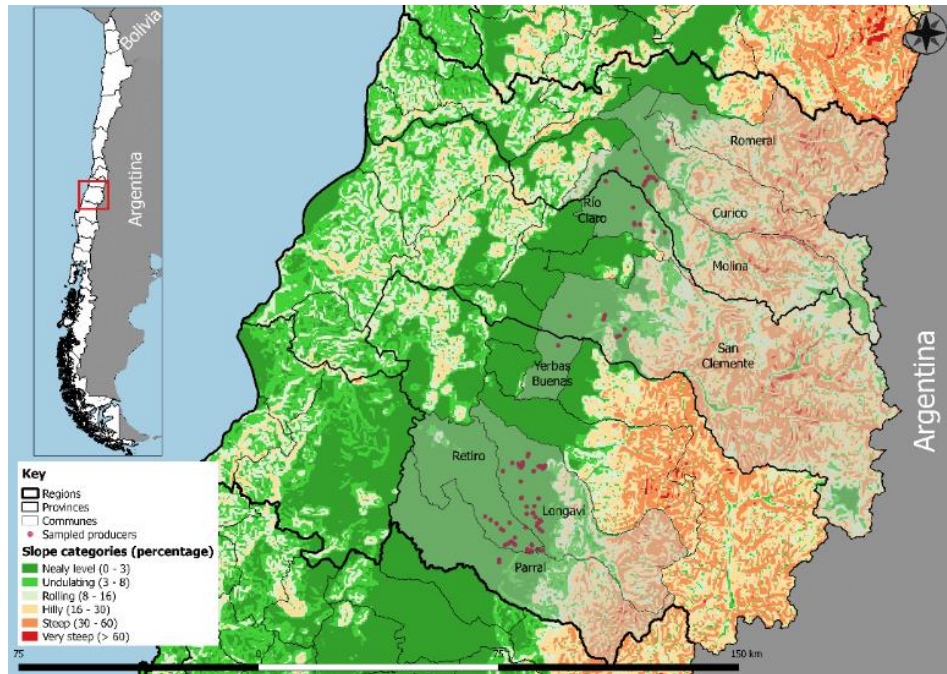 Bolivia
Argentina
Romeral
Río
Claro
Curico
Molina
San
Clemente
Yerbas
Buenas
Argentina
Retiro
Longavi
Parral
Key
Regions
Provinces
Communes
Sampled producers
Slope categories (percentage)
Nealy level (0 - 3)
Undulating (3 - 8)
Rolling (8 - 16)
Hilly (16 - 30)
Steep (30 - 60)
Very steep (> 60)
75 0 75 150 km